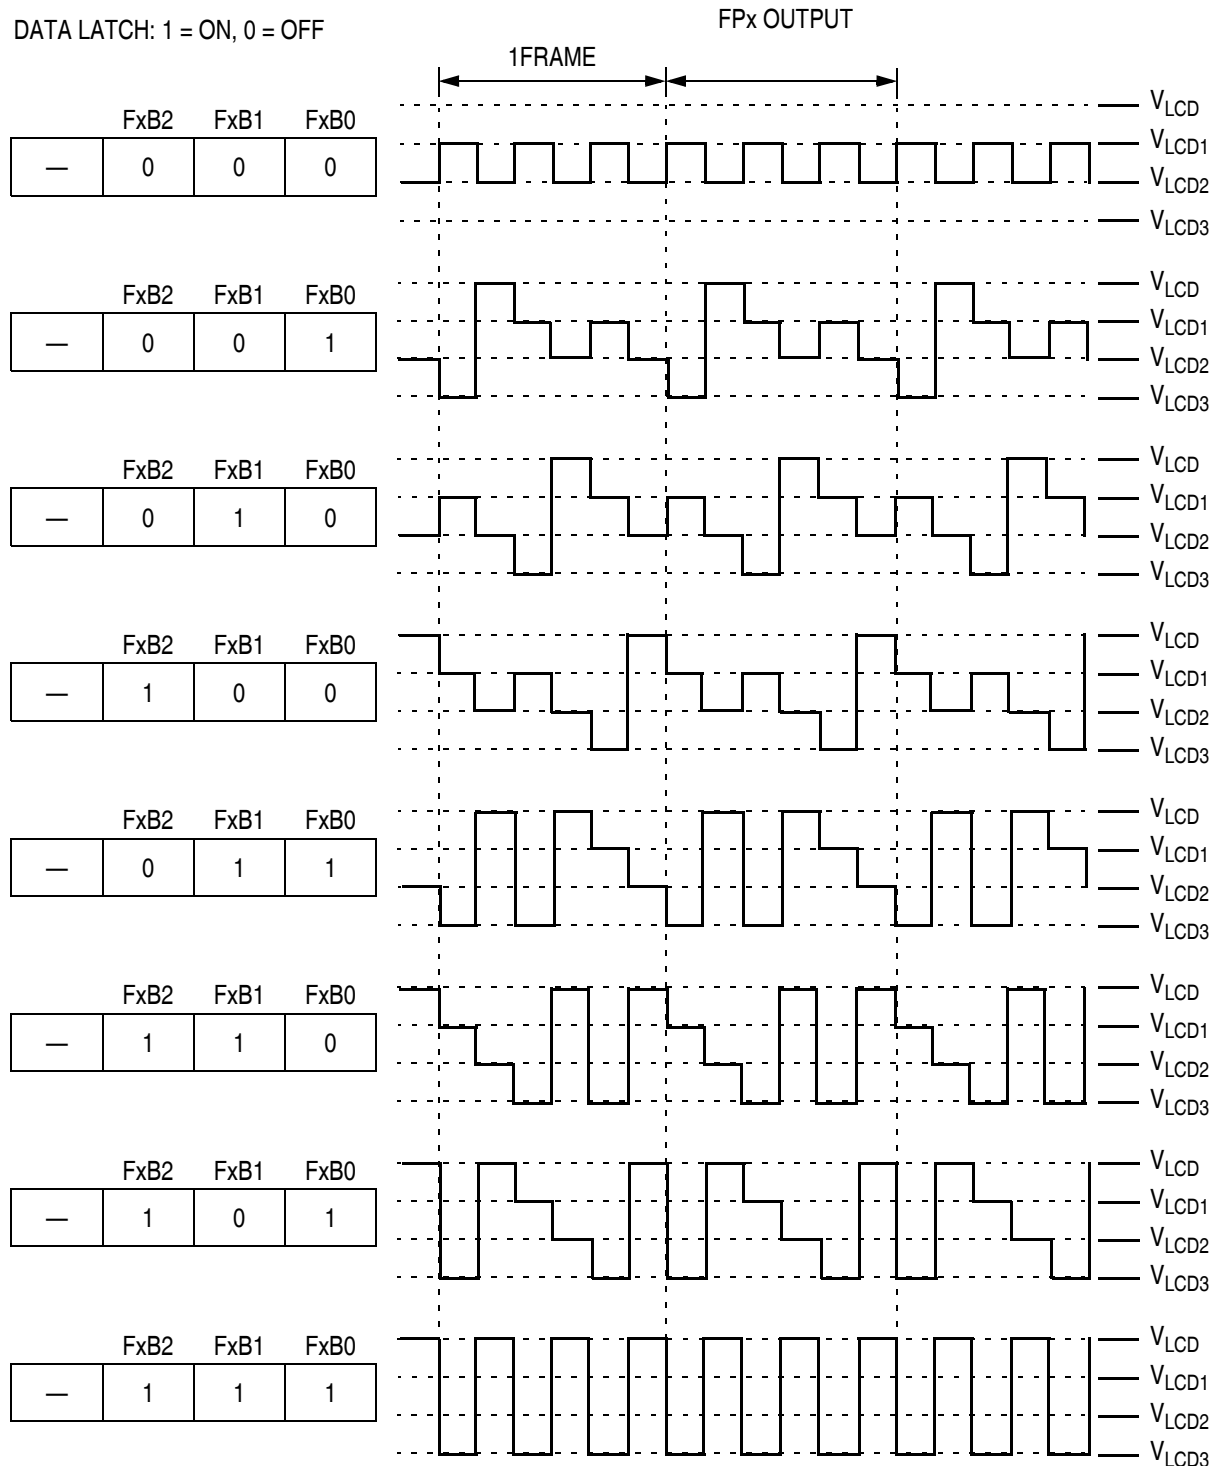 DATA LATCH: 1 = ON, 0 = OFF
FPx OUTPUT
1FRAME
FxB2 FxB1 FxB0
— 0 0 0
VLCD
VLCD1
VLCD2
VLCD3
FxB2 FxB1 FxB0
— 0 0 1
VLCD
VLCD1
VLCD2
VLCD3
FxB2 FxB1 FxB0
— 0 1 0
VLCD
VLCD1
VLCD2
VLCD3
FxB2 FxB1 FxB0
— 1 0 0
VLCD
VLCD1
VLCD2
VLCD3
FxB2 FxB1 FxB0
— 0 1 1
VLCD
VLCD1
VLCD2
VLCD3
FxB2 FxB1 FxB0
— 1 1 0
VLCD
VLCD1
VLCD2
VLCD3
FxB2 FxB1 FxB0
— 1 0 1
VLCD
VLCD1
VLCD2
VLCD3
FxB2 FxB1 FxB0
— 1 1 1
VLCD
VLCD1
VLCD2
VLCD3